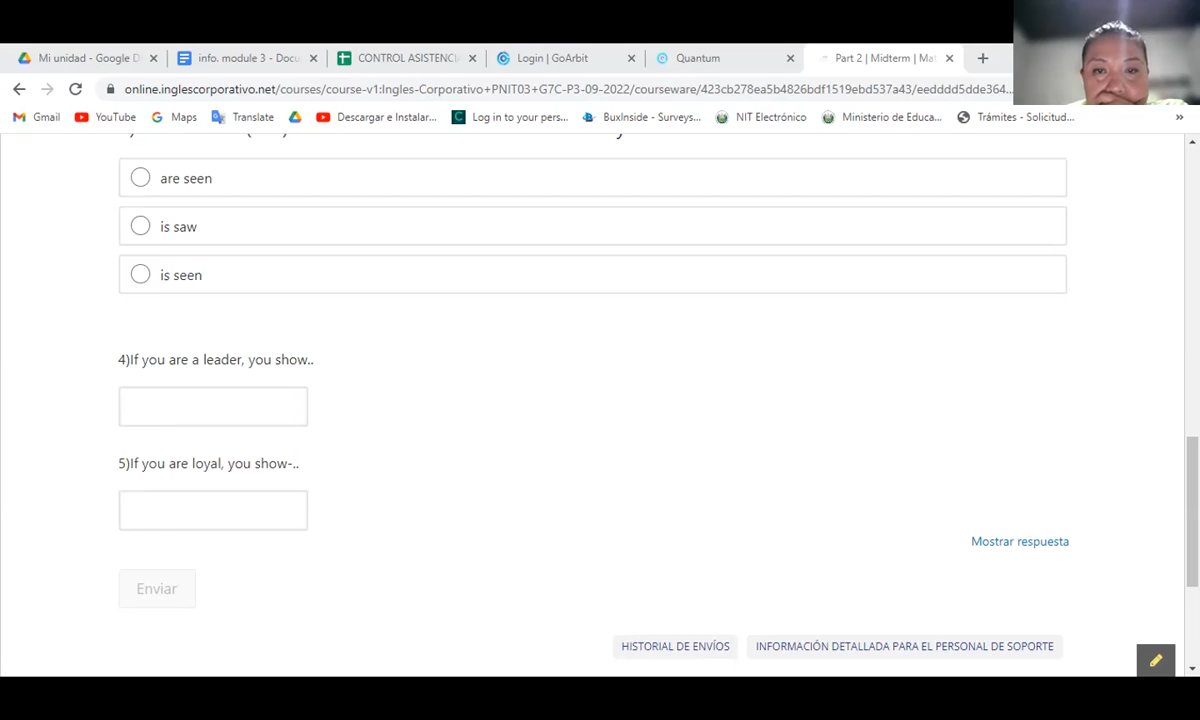 Mi unidad - Google D
info. module 3 - Docu
CONTROL ASISTENCI
Login | GoArbit
Quantum
Part 2 | Midterm | Ma
online.inglescorporativo.net/courses/course-v1:Ingles-Corporativo+PNIT03+G7C-P3-09-2022/courseware/423cb278ea5b4826bdf1519ebd537a43/eedddd5dde364...
Gmail
YouTube
Maps
Translate
Descargar e Instalar...
Log in to your pers...
BuxInside - Surveys...
NIT Electrónico
Ministerio de Educa...
Trámites - Solicitud...
»
are seen
is saw
is seen
4)If you are a leader, you show..
5)If you are loyal, you show-..
Mostrar respuesta
Enviar
HISTORIAL DE ENVÍOS
INFORMACIÓN DETALLADA PARA EL PERSONAL DE SOPORTE